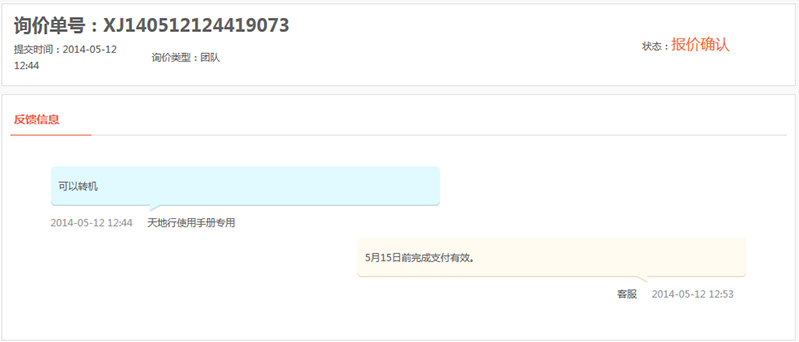 询价单号：XJ140512124419073
提交时间：2014-05-12
12:44
询价类型：团队
状态：报价确认
反馈信息
可以转机
2014-05-12 12:44 天地行使用手册专用
5月15日前完成支付有效。
客服 2014-05-12 12:53